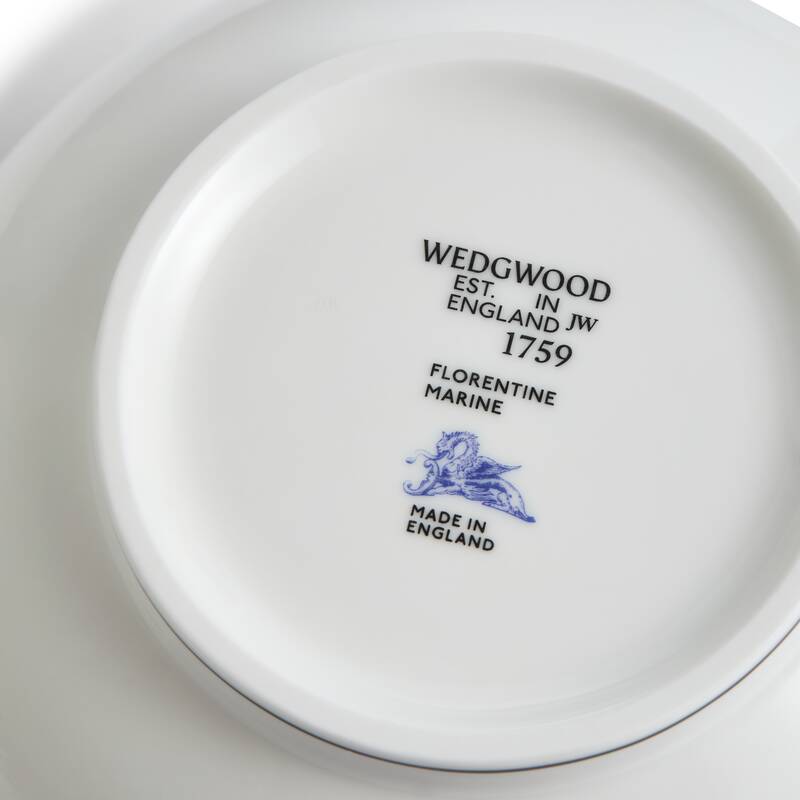 WEDGWOOD
EST. IN
ENGLAND JW
1759
FLORENTINE
MARINE
MADE IN
ENGLAND